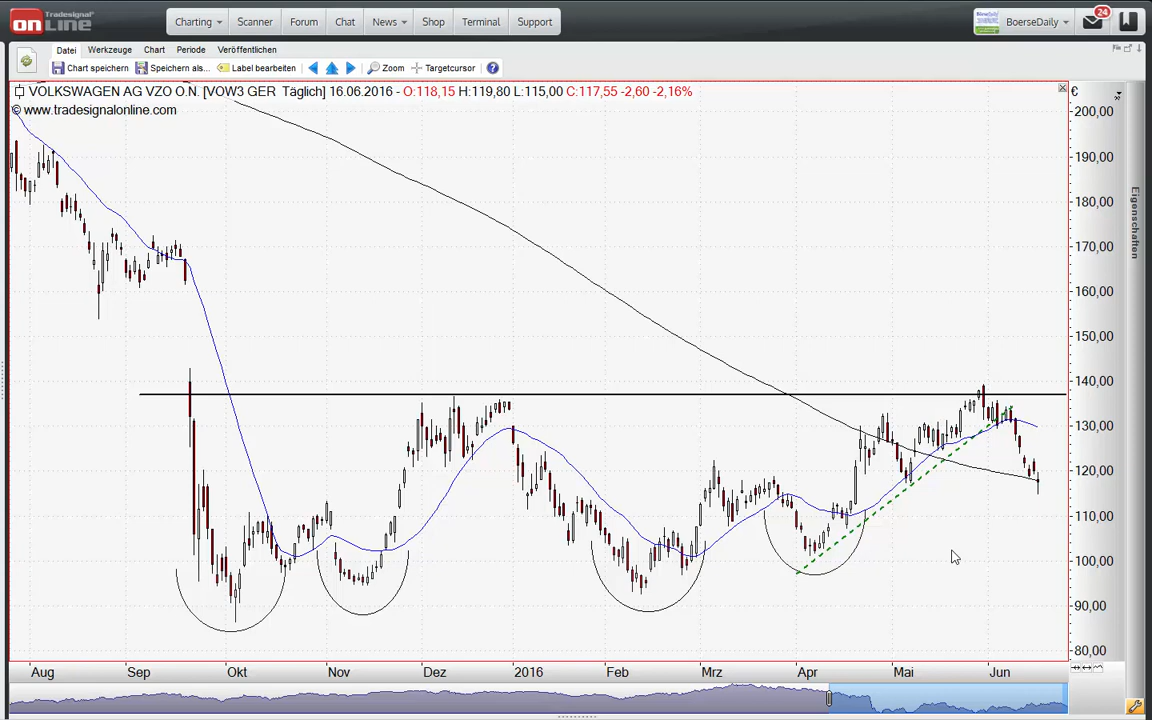 Tradesignal®
onLine
Charting
Scanner
Forum
Chat
News
Shop
Terminal
Support
BoerseDaily
24
Datei
Werkzeuge
Chart
Periode
Veröffentlichen
Chart speichern
Speichern als...
Label bearbeiten
Zoom
Targetcursor
VOLKSWAGEN AG VZO O.N. [VOW3 GER Täglich] 16.06.2016 - O:118,15 H:119,80 L:115,00 C:117,55 -2,60 -2,16%
© www.tradesignalonline.com
€
200,00
190,00
180,00
170,00
160,00
150,00
140,00
130,00
120,00
110,00
100,00
90,00
80,00
Eigenschaften
Aug
Sep
Okt
Nov
Dez
2016
Feb
Mrz
Apr
Mai
Jun